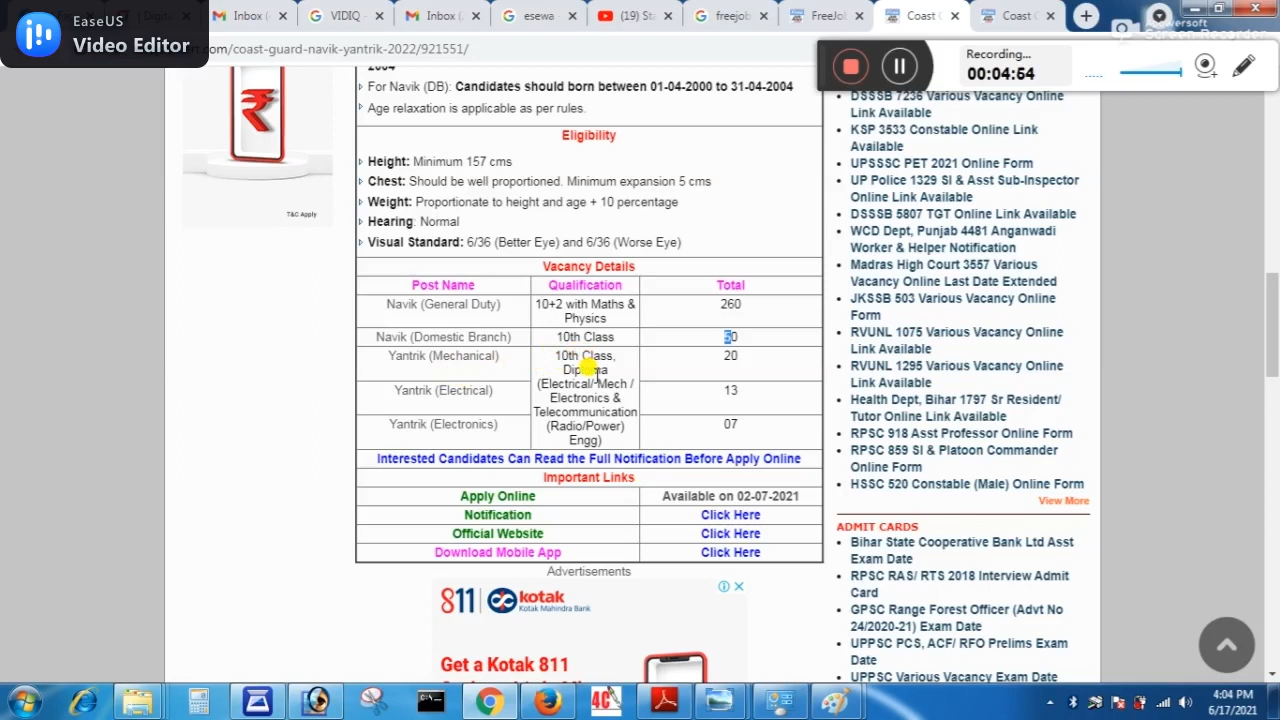 EaseUS
Video Editor
Digital
Inbox (
VIDIQ -
Inbox (
esewa
(19) St
freejob
FreeJob
Coast G
Coast G
.com/coast-guard-navik-yantrik-2022/921551/
Apowersoft
Screen Recorder
Recording...
00:04:54
₹
T&C Apply
2004
For Navik (DB): Candidates should born between 01-04-2000 to 31-04-2004
Age relaxation is applicable as per rules.
Eligibility
Height: Minimum 157 cms
Chest: Should be well proportioned. Minimum expansion 5 cms
Weight: Proportionate to height and age + 10 percentage
Hearing: Normal
Visual Standard: 6/36 (Better Eye) and 6/36 (Worse Eye)
Vacancy Details
Post Name Qualification Total
Navik (General Duty) 10+2 with Maths & 260
Physics
Navik (Domestic Branch) 10th Class 50
Yantrik (Mechanical) 10th Class, 20
Diploma
(Electrical/ Mech /
Yantrik (Electrical) 13
Electronics &
Telecommunication
Yantrik (Electronics) (Radio/Power) 07
Engg)
Interested Candidates Can Read the Full Notification Before Apply Online
Important Links
Apply Online Available on 02-07-2021
Notification Click Here
Official Website Click Here
Download Mobile App Click Here
Advertisements
811 kotak
Kotak Mahindra Bank
Get a Kotak 811
DSSSB 7236 Various Vacancy Online
Link Available
KSP 3533 Constable Online Link
Available
UPSSSC PET 2021 Online Form
UP Police 1329 SI & Asst Sub-Inspector
Online Link Available
DSSSB 5807 TGT Online Link Available
WCD Dept, Punjab 4481 Anganwadi
Worker & Helper Notification
Madras High Court 3557 Various
Vacancy Online Last Date Extended
JKSSB 503 Various Vacancy Online
Form
RVUNL 1075 Various Vacancy Online
Link Available
RVUNL 1295 Various Vacancy Online
Link Available
Health Dept, Bihar 1797 Sr Resident/
Tutor Online Link Available
RPSC 918 Asst Professor Online Form
RPSC 859 SI & Platoon Commander
Online Form
HSSC 520 Constable (Male) Online Form
View More
ADMIT CARDS
Bihar State Cooperative Bank Ltd Asst
Exam Date
RPSC RAS/ RTS 2018 Interview Admit
Card
GPSC Range Forest Officer (Advt No
24/2020-21) Exam Date
UPPSC PCS, ACF/ RFO Prelims Exam
Date
UPPSC Various Vacancy Exam Date
4:04 PM
6/17/2021